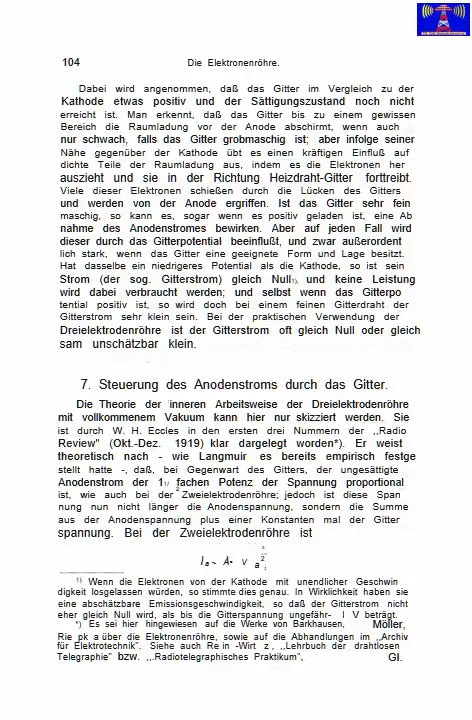 104
Die Elektronenröhre.
Dabei wird angenommen, daß das Gitter im Vergleich zu der
Kathode etwas positiv und der Sättigungszustand noch nicht
erreicht ist. Man erkennt, daß das Gitter bis zu einem gewissen
Bereich die Raumladung vor der Anode abschirmt, wenn auch
nur schwach, falls das Gitter grobmaschig ist; aber infolge seiner
Nähe gegenüber der Kathode übt es einen kräftigen Einfluß auf
dichte Teile der Raumladung aus, indem es die Elektronen her
auszieht und sie in der Richtung Heizdraht-Gitter forttreibt.
Viele dieser Elektronen schießen durch die Lücken des Gitters
und werden von der Anode ergriffen. Ist das Gitter sehr fein
maschig, so kann es, sogar wenn es positiv geladen ist, eine Ab
nahme des Anodenstromes bewirken. Aber auf jeden Fall wird
dieser durch das Gitterpotential beeinflußt, und zwar außerordent
lich stark, wenn das Gitter eine geeignete Form und Lage besitzt.
Hat dasselbe ein niedrigeres Potential als die Kathode, so ist sein
Strom (der sog. Gitterstrom) gleich Null1), und keine Leistung
wird dabei verbraucht werden; und selbst wenn das Gitterpo
tential positiv ist, so wird doch bei einem feinen Gitterdraht der
Gitterstrom sehr klein sein. Bei der praktischen Verwendung der
Dreielektrodenröhre ist der Gitterstrom oft gleich Null oder gleich
sam unschätzbar klein.
7. Steuerung des Anodenstroms durch das Gitter.
Die Theorie der inneren Arbeitsweise der Dreielektrodenröhre
mit vollkommenem Vakuum kann hier nur skizziert werden. Sie
ist durch W. H. Eccles in den ersten drei Nummern der ,,Radio
Review" (Okt.-Dez. 1919) klar dargelegt worden*). Er weist
theoretisch nach - wie Langmuir es bereits empirisch festge
stellt hatte -, daß, bei Gegenwart des Gitters, der ungesättigte
Anodenstrom der 11/2 fachen Potenz der Spannung proportional
ist, wie auch bei der Zweielektrodenröhre; jedoch ist diese Span
nung nun nicht länger die Anodenspannung, sondern die Summe
aus der Anodenspannung plus einer Konstanten mal der Gitter
spannung. Bei der Zweielektrodenröhre ist
1) Wenn die Elektronen von der Kathode mit unendlicher Geschwin
digkeit losgelassen würden, so stimmte dies genau. In Wirklichkeit haben sie
eine abschätzbare Emissionsgeschwindigkeit, so daß der Gitterstrom nicht
eher gleich Null wird, als bis die Gitterspannung ungefähr- I V beträgt.
*) Es sei hier hingewiesen auf die Werke von Barkhausen, Möller,
Rie pk a über die Elektronenröhre, sowie auf die Abhandlungen im ,,Archiv
für Elektrotechnik". Siehe auch Re in -Wirt z , ,,Lehrbuch der drahtlosen
Telegraphie" bzw. ,,.Radiotelegraphisches Praktikum", Gl.